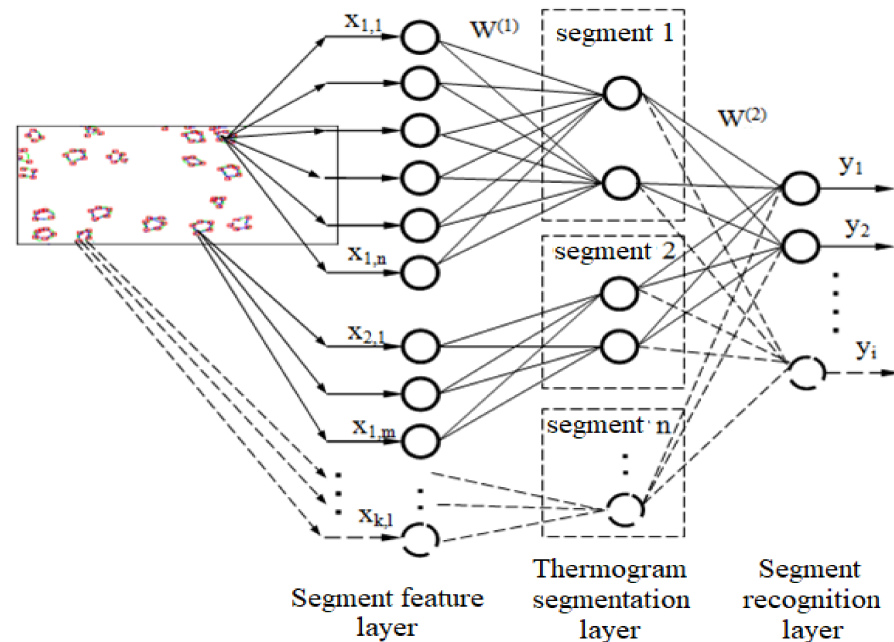 x1,1
W(1)
segment 1
W(2)
y1
y2
x1,n
segment 2
x2,1
yi
x1,m
segment n
xk,l
Segment feature
layer
Thermogram
segmentation
layer
Segment
recognition
layer